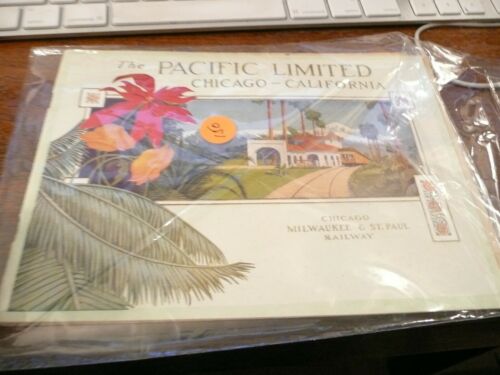 The PACIFIC LIMITED
CHICAGO - CALIFORNIA
CHICAGO
MILWAUKEE & ST. PAUL
RAILWAY